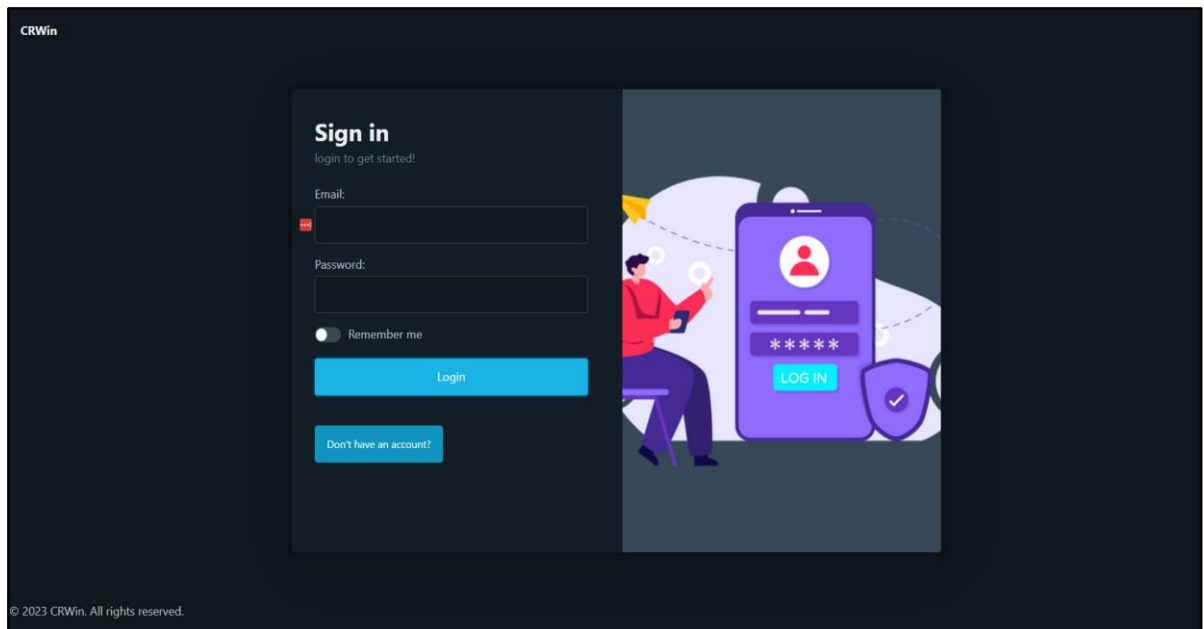 CRWin
Sign in
login to get started!
Email:
Password:
Remember me
Login
Don't have an account?
*****
LOG IN
© 2023 CRWin. All rights reserved.